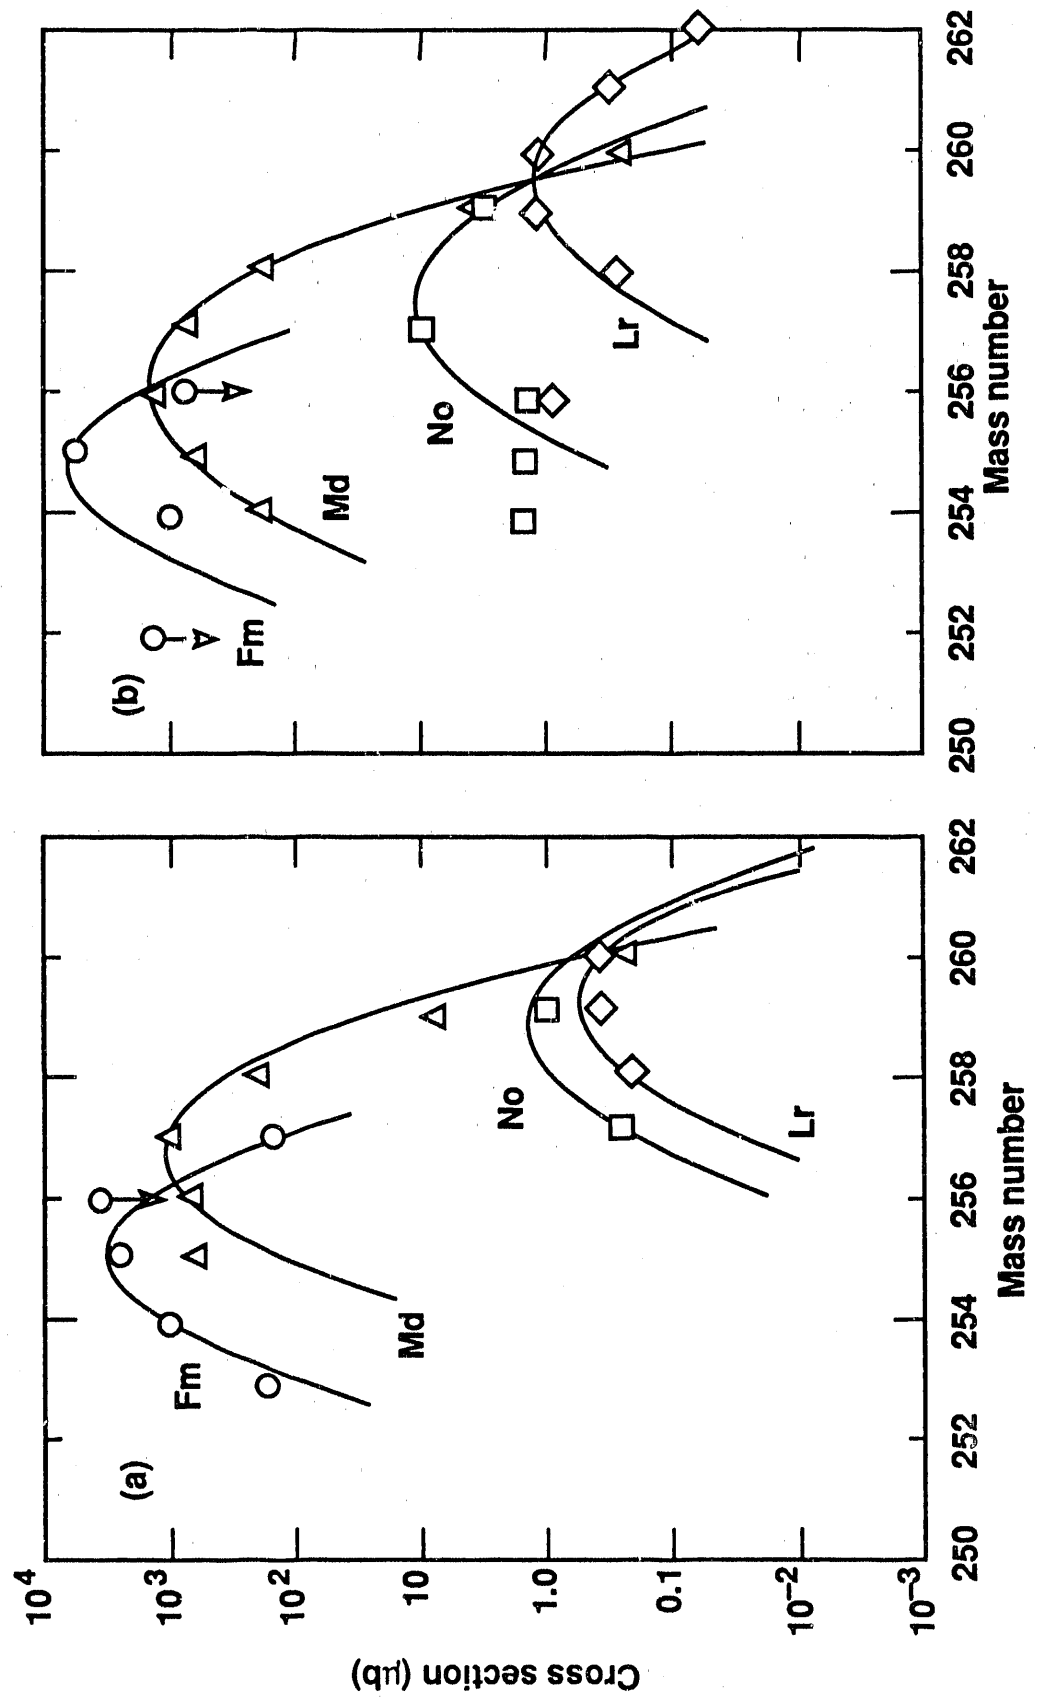 Cross section (μb)
10⁴
10³
10²
10
1.0
0.1
10⁻²
10⁻³
(a)
Fm
Md
No
Lr
250 252 254 256 258 260 262
Mass number
(b)
Fm
Md
No
Lr
250 252 254 256 258 260 262
Mass number